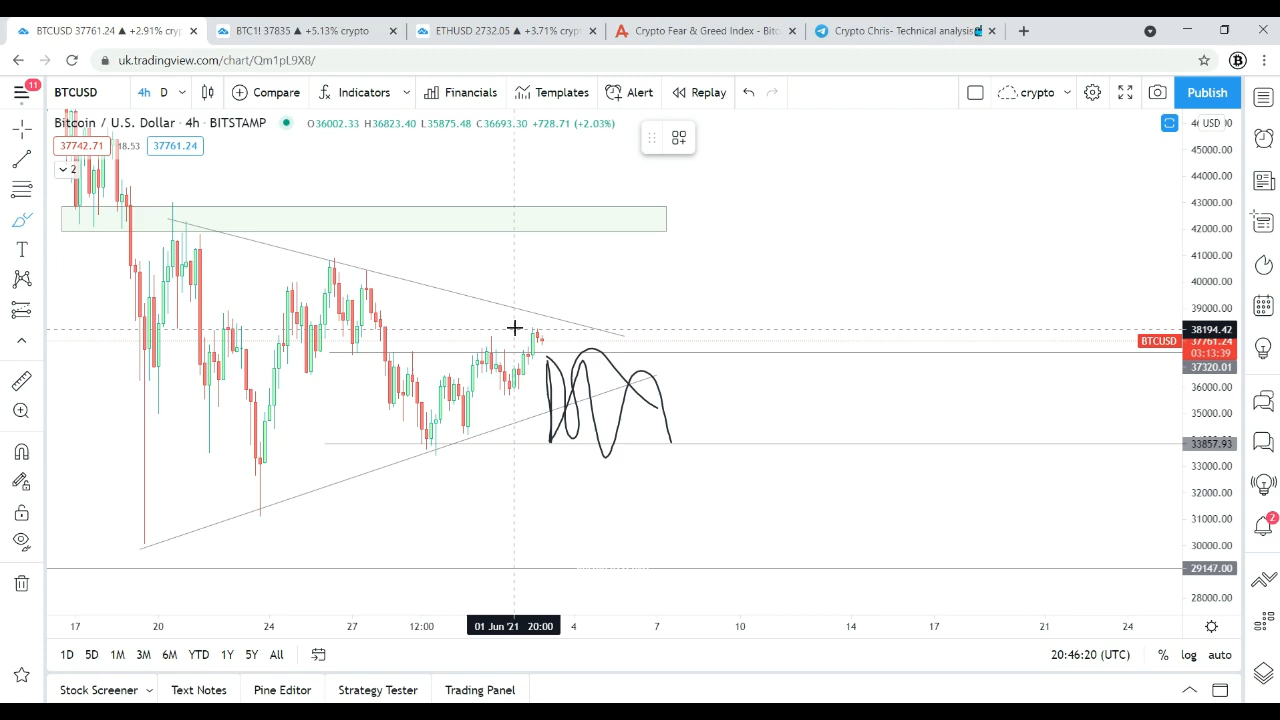 BTCUSD 37761.24 ▲ +2.91% cryp
BTC1! 37835 ▲ +5.13% crypto
ETHUSD 2732.05 ▲ +3.71% crypt
Crypto Fear & Greed Index - Bitc
Crypto Chris- Technical analysis
uk.tradingview.com/chart/Qm1pL9X8/
11
BTCUSD
4h
D
Compare
Indicators
Financials
Templates
Alert
Replay
crypto
Publish
Bitcoin / U.S. Dollar · 4h · BITSTAMP
O36002.33 H36823.40 L35875.48 C36693.30 +728.71 (+2.03%)
USD
37742.71
18.53
37761.24
2
45000.00
44000.00
43000.00
42000.00
41000.00
40000.00
39000.00
38194.42
BTCUSD
37761.24
03:13:39
37320.01
36000.00
35000.00
33857.93
33000.00
32000.00
31000.00
30000.00
29147.00
28000.00
2
17
20
24
27
12:00
01 Jun '21 20:00
4
7
10
14
17
21
24
1D
5D
1M
3M
6M
YTD
1Y
5Y
All
20:46:20 (UTC)
%
log
auto
Stock Screener
Text Notes
Pine Editor
Strategy Tester
Trading Panel